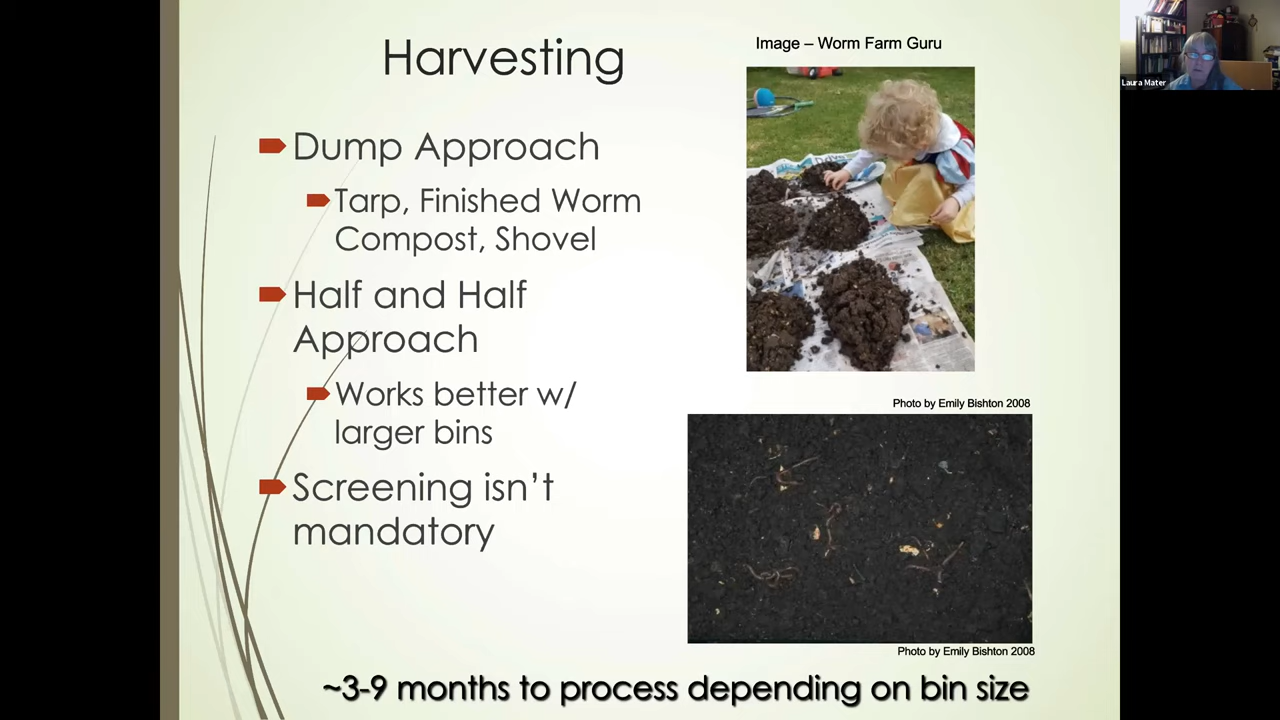 Harvesting
Dump Approach
Tarp, Finished Worm
Compost, Shovel
Half and Half
Approach
Works better w/
larger bins
Screening isn’t
mandatory
Image – Worm Farm Guru
Photo by Emily Bishton 2008
Photo by Emily Bishton 2008
~3-9 months to process depending on bin size
Laura Mater